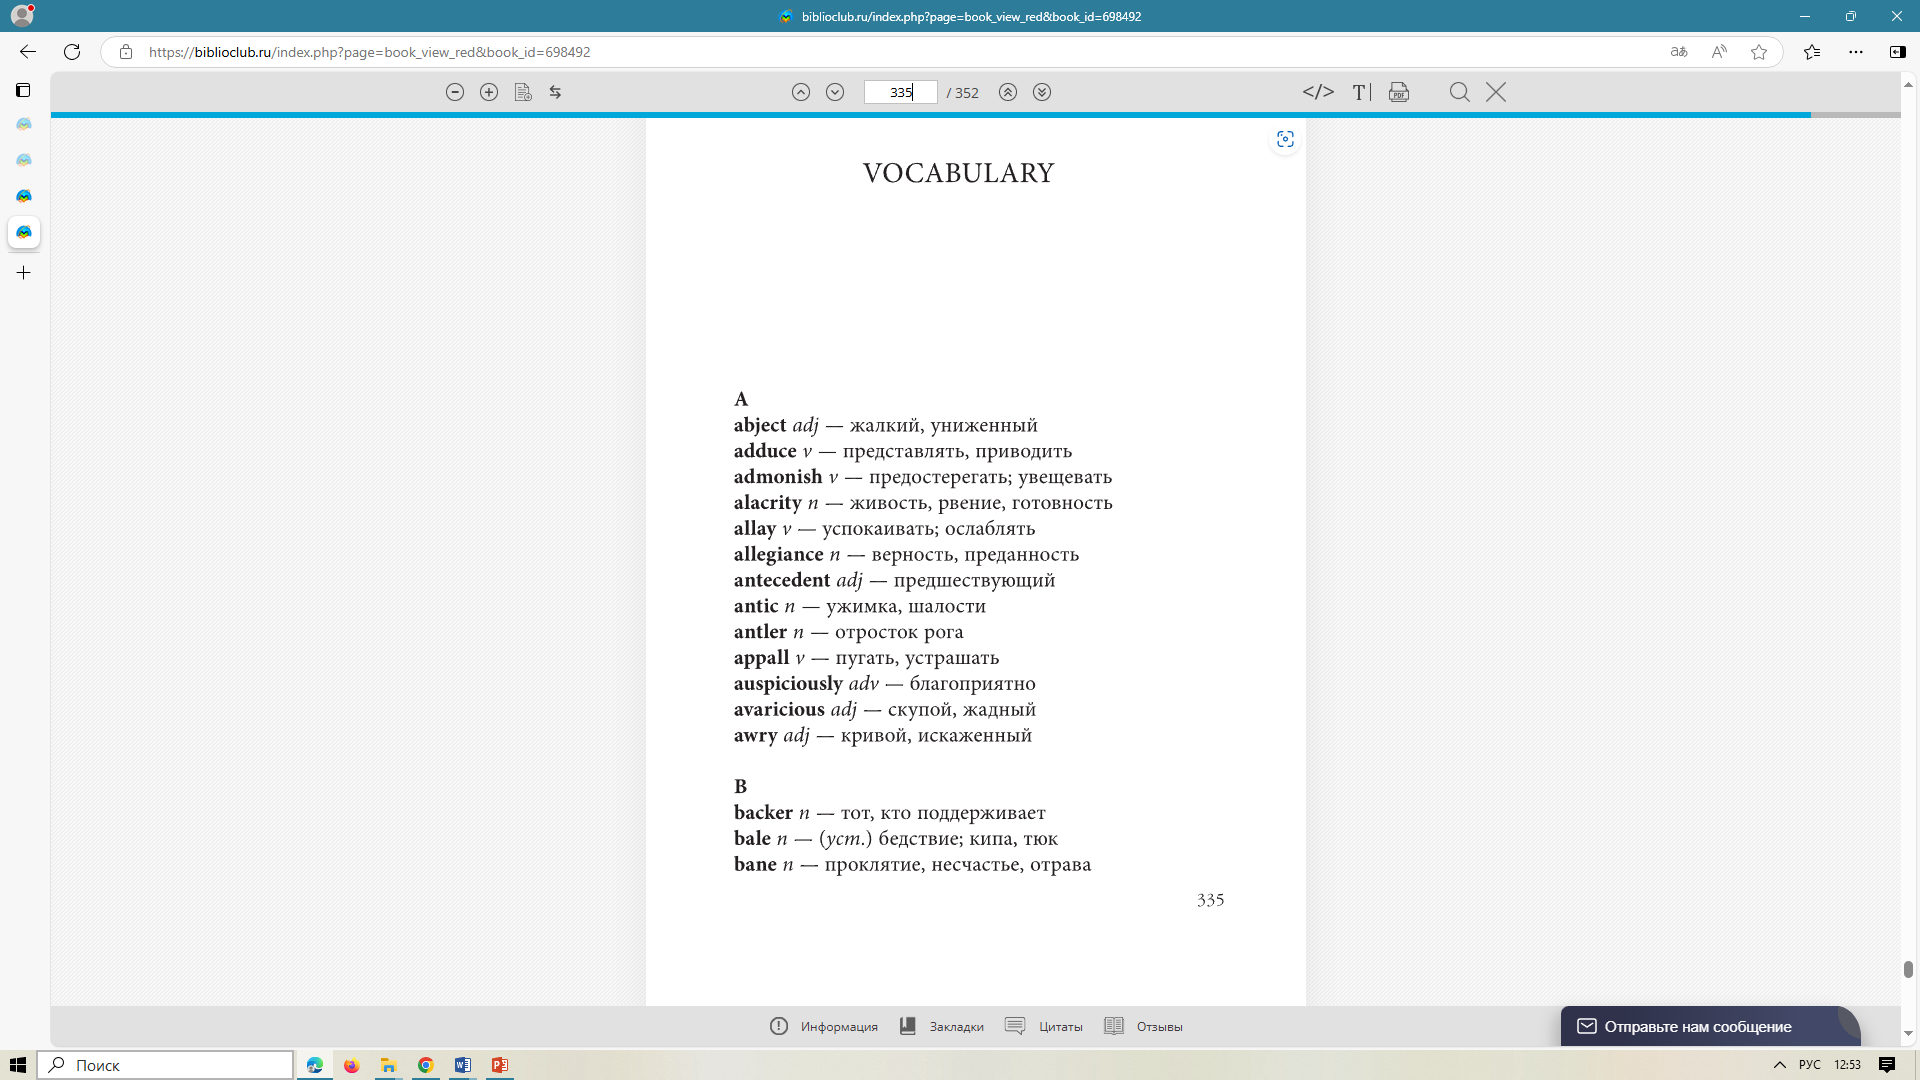 biblioclub.ru/index.php?page=book_view_red&book_id=698492
https://biblioclub.ru/index.php?page=book_view_red&book_id=698492
335 / 352
VOCABULARY
A
abject adj — жалкий, униженный
adduce v — представлять, приводить
admonish v — предостерегать; увещевать
alacrity n — живость, рвение, готовность
allay v — успокаивать; ослаблять
allegiance n — верность, преданность
antecedent adj — предшествующий
antic n — ужимка, шалости
antler n — отросток рога
appall v — пугать, устрашать
auspiciously adv — благоприятно
avaricious adj — скупой, жадный
awry adj — кривой, искаженный
B
backer n — тот, кто поддерживает
bale n — (уст.) бедствие; кипа, тюк
bane n — проклятие, несчастье, отрава
335
Информация Закладки Цитаты Отзывы
Отправьте нам сообщение
Поиск
РУС 12:53